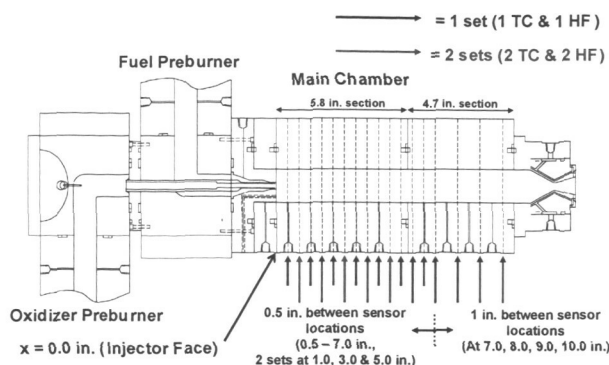 = 1 set (1 TC & 1 HF)
= 2 sets (2 TC & 2 HF)
Fuel Preburner
Main Chamber
5.8 in. section
4.7 in. section
Oxidizer Preburner
x = 0.0 in. (Injector Face)
0.5 in. between sensor
locations
(0.5 – 7.0 in.,
2 sets at 1.0, 3.0 & 5.0 in.)
1 in. between sensor
locations
(At 7.0, 8.0, 9.0, 10.0 in.)